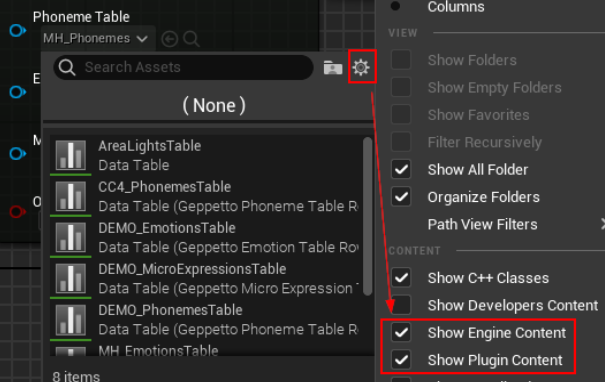 Phoneme Table
MH_Phonemes
E
M
O
Search Assets
( None )
AreaLightsTable
Data Table
CC4_PhonemesTable
Data Table (Geppetto Phoneme Table Ro
DEMO_EmotionsTable
Data Table (Geppetto Emotion Table Ro
DEMO_MicroExpressionsTable
Data Table (Geppetto Micro Expression
DEMO_PhonemesTable
Data Table (Geppetto Phoneme Table Ro
MH_EmotionsTable
8 items
Columns
VIEW
Show Folders
Show Empty Folders
Show Favorites
Filter Recursively
Show All Folder
Organize Folders
Path View Filters
CONTENT
Show C++ Classes
Show Developers Content
Show Engine Content
Show Plugin Content